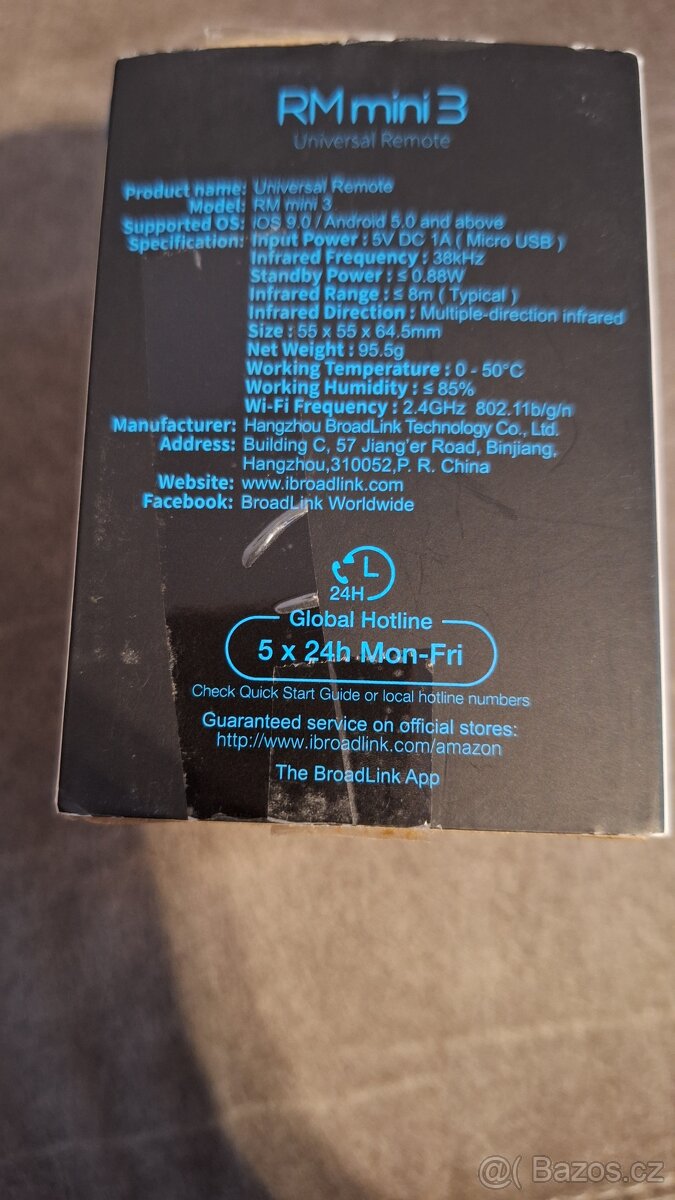 RM mini 3
Universal Remote
Product name: Universal Remote
Model: RM mini 3
Supported OS: iOS 9.0 / Android 5.0 and above
Specification: Input Power : 5V DC 1A ( Micro USB )
Infrared Frequency : 38kHz
Standby Power : ≤ 0.88W
Infrared Range : ≤ 8m ( Typical )
Infrared Direction : Multiple-direction infrared
Size : 55 x 55 x 64.5mm
Net Weight : 95.5g
Working Temperature : 0 - 50°C
Working Humidity : ≤ 85%
Wi-Fi Frequency : 2.4GHz 802.11b/g/n
Manufacturer: Hangzhou BroadLink Technology Co., Ltd.
Address: Building C, 57 Jiang'er Road, Binjiang,
Hangzhou,310052,P. R. China
Website: www.ibroadlink.com
Facebook: BroadLink Worldwide
24H
Global Hotline
5 x 24h Mon-Fri
Check Quick Start Guide or local hotline numbers
Guaranteed service on official stores:
http://www.ibroadlink.com/amazon
The BroadLink App
@( Bazos.cz